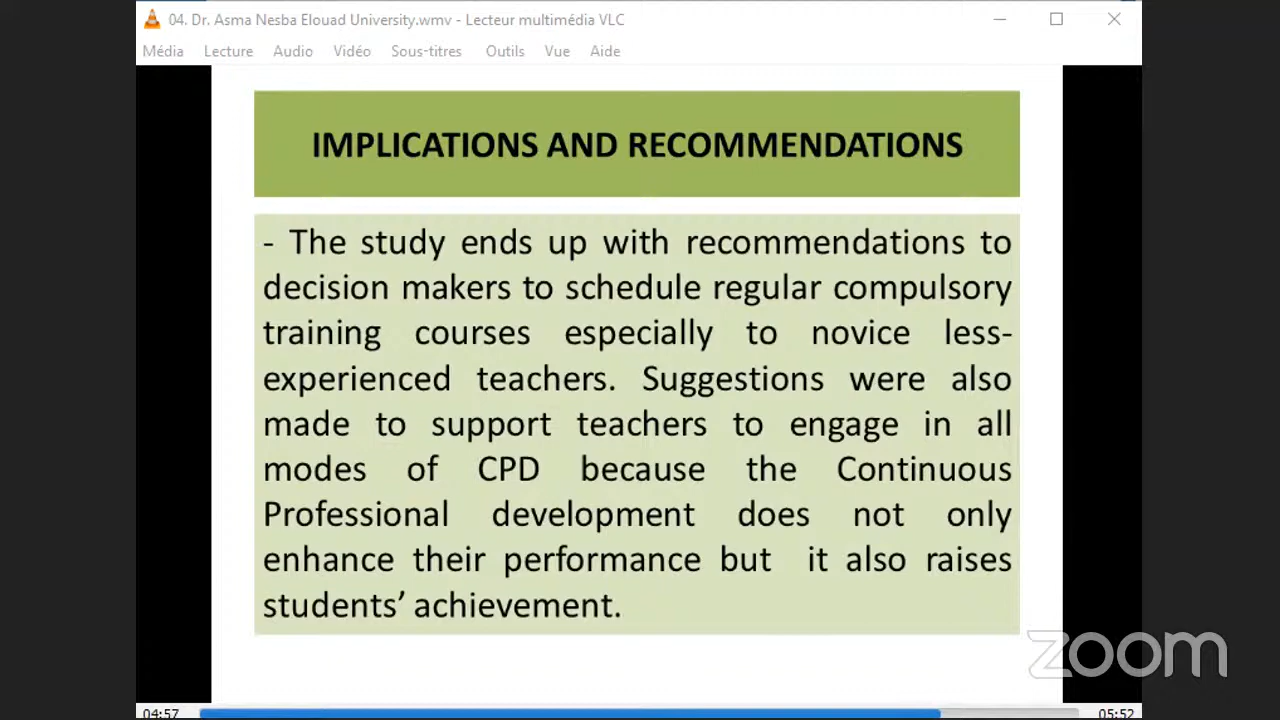 04. Dr. Asma Nesba Elouad University.wmv - Lecteur multimédia VLC
Média Lecture Audio Vidéo Sous-titres Outils Vue Aide
IMPLICATIONS AND RECOMMENDATIONS
- The study ends up with recommendations to
decision makers to schedule regular compulsory
training courses especially to novice less-
experienced teachers. Suggestions were also
made to support teachers to engage in all
modes of CPD because the Continuous
Professional development does not only
enhance their performance but it also raises
students’ achievement.
zoom
04:57 05:52